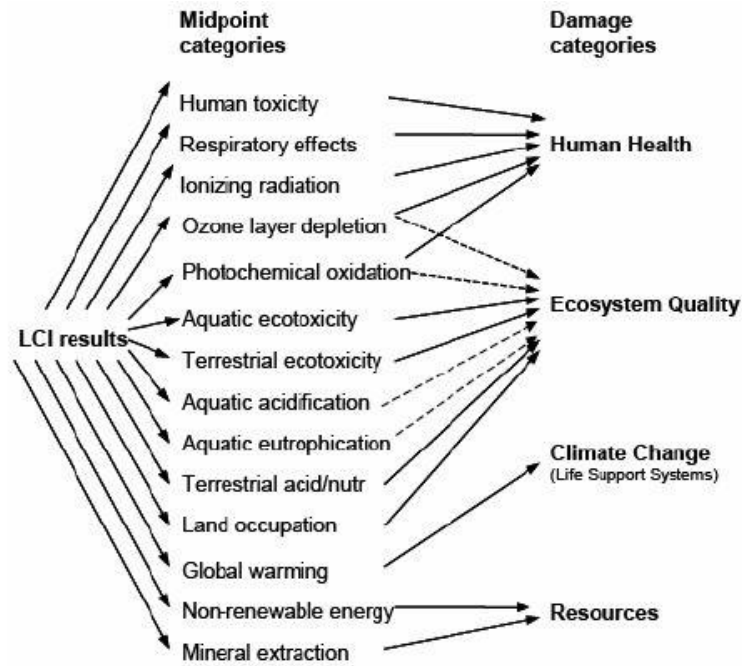 Midpoint
categories
Damage
categories
Human toxicity
Respiratory effects
Human Health
Ionizing radiation
Ozone layer depletion
Photochemical oxidation
Ecosystem Quality
Aquatic ecotoxicity
LCI results
Terrestrial ecotoxicity
Aquatic acidification
Aquatic eutrophication
Climate Change
(Life Support Systems)
Terrestrial acid/nutr
Land occupation
Global warming
Non-renewable energy
Resources
Mineral extraction